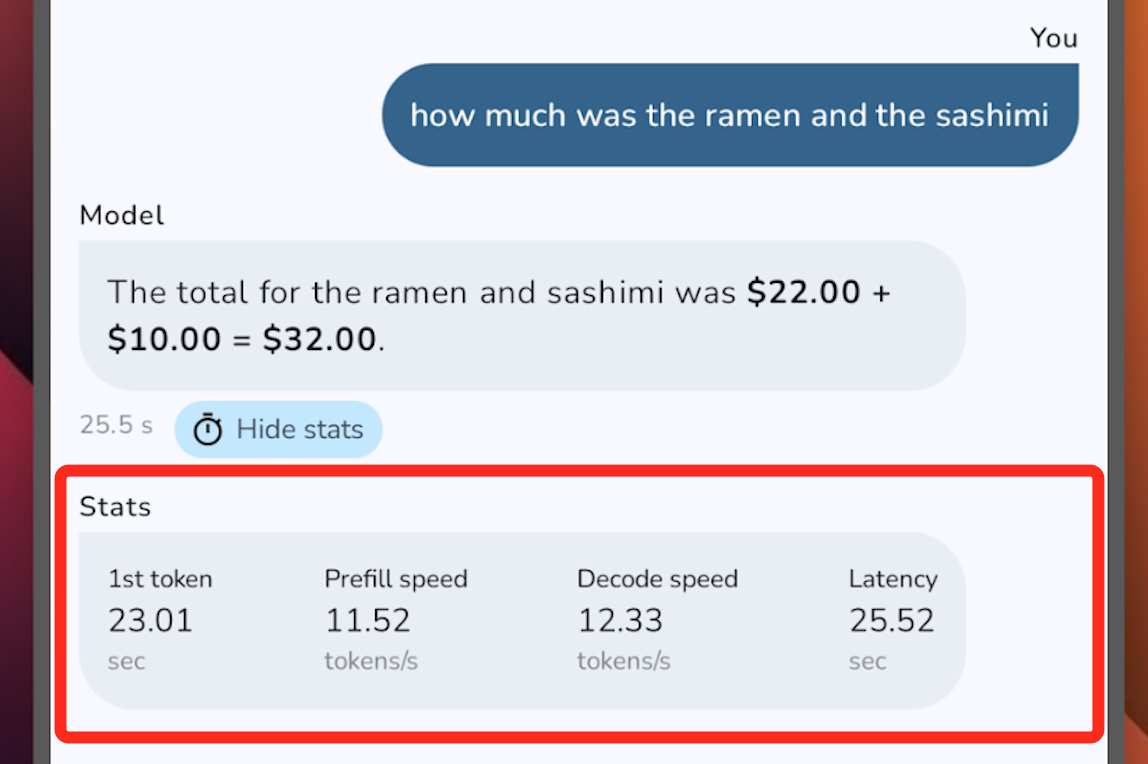 You
how much was the ramen and the sashimi
Model
The total for the ramen and sashimi was $22.00 +
$10.00 = $32.00.
25.5 s Hide stats
Stats
1st token Prefill speed Decode speed Latency
23.01 11.52 12.33 25.52
sec tokens/s tokens/s sec